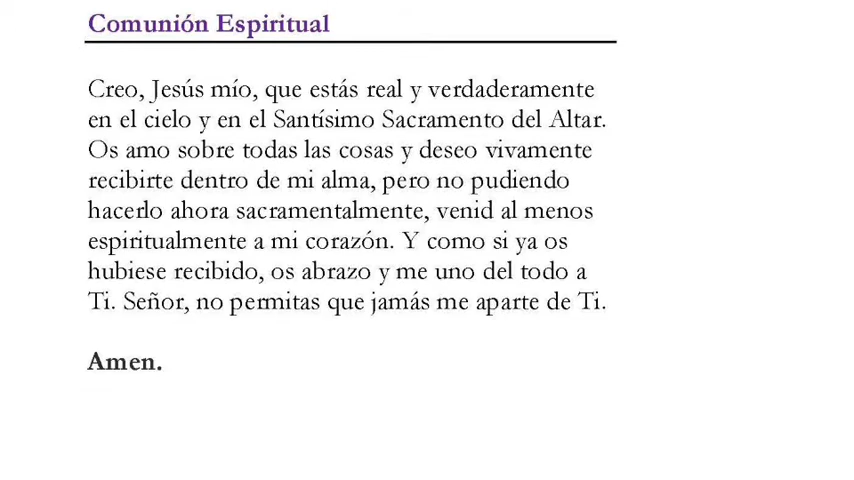 Comunión Espiritual
Creo, Jesús mío, que estás real y verdaderamente
en el cielo y en el Santísimo Sacramento del Altar.
Os amo sobre todas las cosas y deseo vivamente
recibirte dentro de mi alma, pero no pudiendo
hacerlo ahora sacramentalmente, venid al menos
espiritualmente a mi corazón. Y como si ya os
hubiese recibido, os abrazo y me uno del todo a
Ti. Señor, no permitas que jamás me aparte de Ti.
Amen.